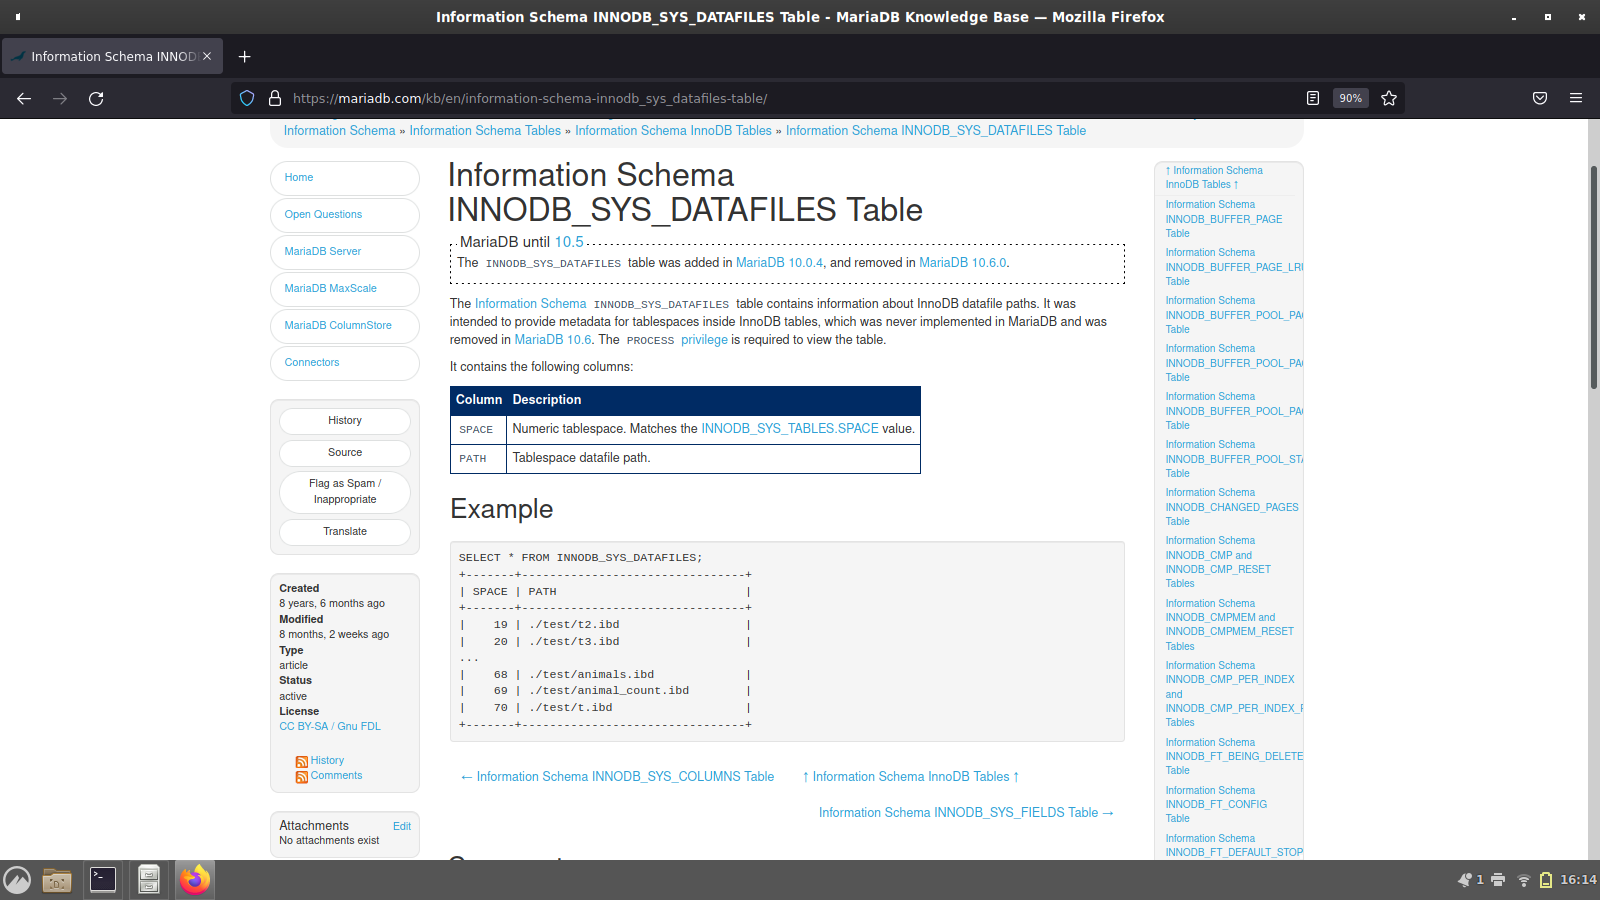 Information Schema INNODB_SYS_DATAFILES Table - MariaDB Knowledge Base — Mozilla Firefox
Information Schema INNOD
https://mariadb.com/kb/en/information-schema-innodb_sys_datafiles-table/
90%
Information Schema » Information Schema Tables » Information Schema InnoDB Tables » Information Schema INNODB_SYS_DATAFILES Table
Home
Open Questions
MariaDB Server
MariaDB MaxScale
MariaDB ColumnStore
Connectors
History
Source
Flag as Spam /
Inappropriate
Translate
Created
8 years, 6 months ago
Modified
8 months, 2 weeks ago
Type
article
Status
active
License
CC BY-SA / Gnu FDL
History
Comments
Attachments Edit
No attachments exist
Information Schema
INNODB_SYS_DATAFILES Table
MariaDB until 10.5
The INNODB_SYS_DATAFILES table was added in MariaDB 10.0.4, and removed in MariaDB 10.6.0.
The Information Schema INNODB_SYS_DATAFILES table contains information about InnoDB datafile paths. It was
intended to provide metadata for tablespaces inside InnoDB tables, which was never implemented in MariaDB and was
removed in MariaDB 10.6. The PROCESS privilege is required to view the table.
It contains the following columns:
Column Description
SPACE Numeric tablespace. Matches the INNODB_SYS_TABLES.SPACE value.
PATH Tablespace datafile path.
Example
SELECT * FROM INNODB_SYS_DATAFILES;
+-------+--------------------------------+
| SPACE | PATH                           |
+-------+--------------------------------+
|    19 | ./test/t2.ibd                  |
|    20 | ./test/t3.ibd                  |
...
|    68 | ./test/animals.ibd             |
|    69 | ./test/animal_count.ibd        |
|    70 | ./test/t.ibd                   |
+-------+--------------------------------+
← Information Schema INNODB_SYS_COLUMNS Table ↑ Information Schema InnoDB Tables ↑
Information Schema INNODB_SYS_FIELDS Table →
↑ Information Schema
InnoDB Tables ↑
Information Schema
INNODB_BUFFER_PAGE
Table
Information Schema
INNODB_BUFFER_PAGE_LRU
Table
Information Schema
INNODB_BUFFER_POOL_PAG
Table
Information Schema
INNODB_BUFFER_POOL_PAG
Table
Information Schema
INNODB_BUFFER_POOL_PAG
Table
Information Schema
INNODB_BUFFER_POOL_STA
Table
Information Schema
INNODB_CHANGED_PAGES
Table
Information Schema
INNODB_CMP and
INNODB_CMP_RESET
Tables
Information Schema
INNODB_CMPMEM and
INNODB_CMPMEM_RESET
Tables
Information Schema
INNODB_CMP_PER_INDEX
and
INNODB_CMP_PER_INDEX_R
Tables
Information Schema
INNODB_FT_BEING_DELETE
Table
Information Schema
INNODB_FT_CONFIG
Table
Information Schema
INNODB_FT_DEFAULT_STOP
1
16:14